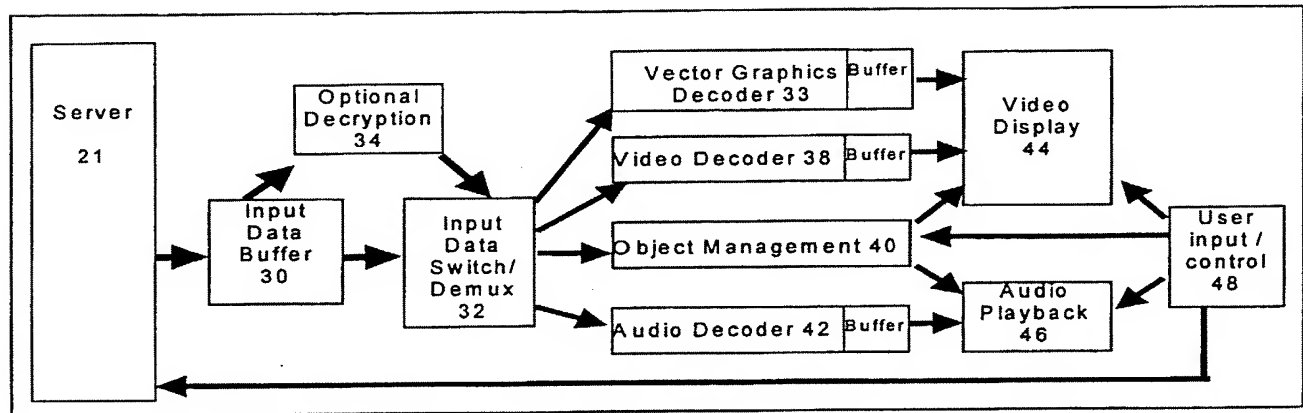 Server
21
Optional
Decryption
34
Input
Data
Buffer
30
Input
Data
Switch/
Demux
32
Vector Graphics
Decoder 33
Buffer
Video Decoder 38
Buffer
Object Management 40
Audio Decoder 42
Buffer
Video
Display
44
Audio
Playback
46
User
input /
control
48